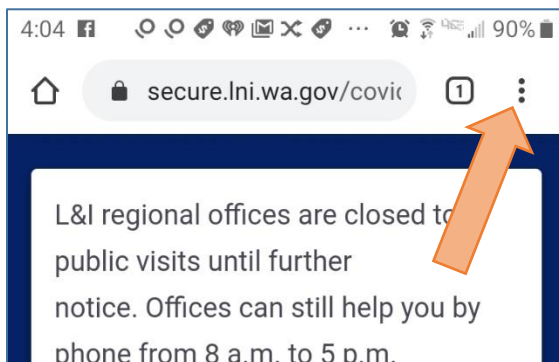 4:04 90%
secure.lni.wa.gov/covid 1
L&I regional offices are closed to
public visits until further
notice. Offices can still help you by
phone from 8 a.m. to 5 p.m.